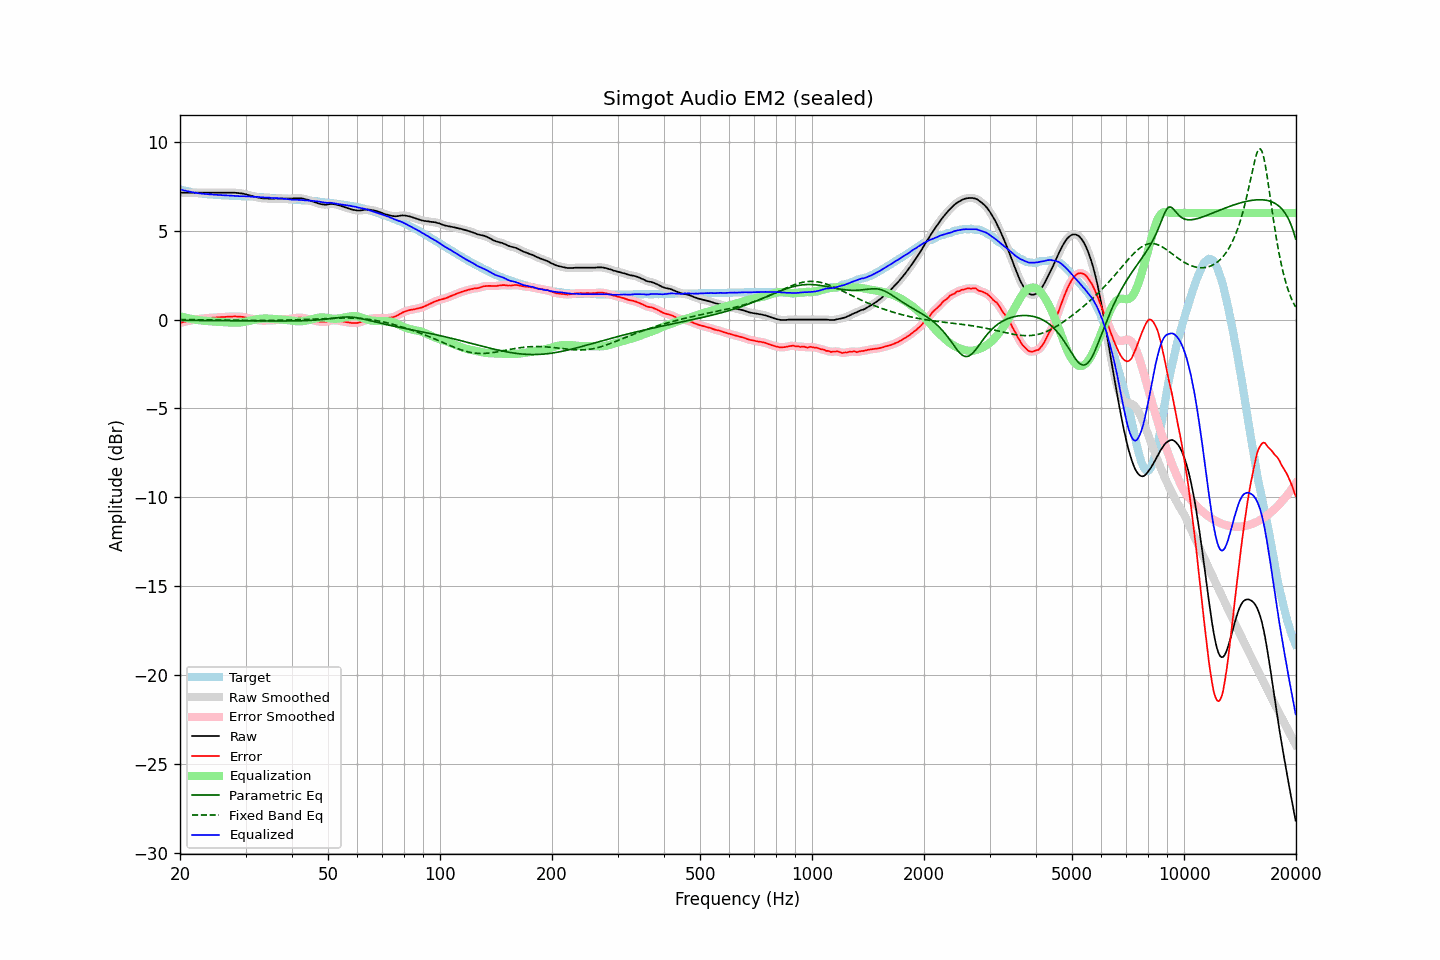 Simgot Audio EM2 (sealed)
Amplitude (dBr)
10
5
0
−5
−10
−15
−20
−25
−30
Target
Raw Smoothed
Error Smoothed
Raw
Error
Equalization
Parametric Eq
Fixed Band Eq
Equalized
20 50 100 200 500 1000 2000 5000 10000 20000
Frequency (Hz)